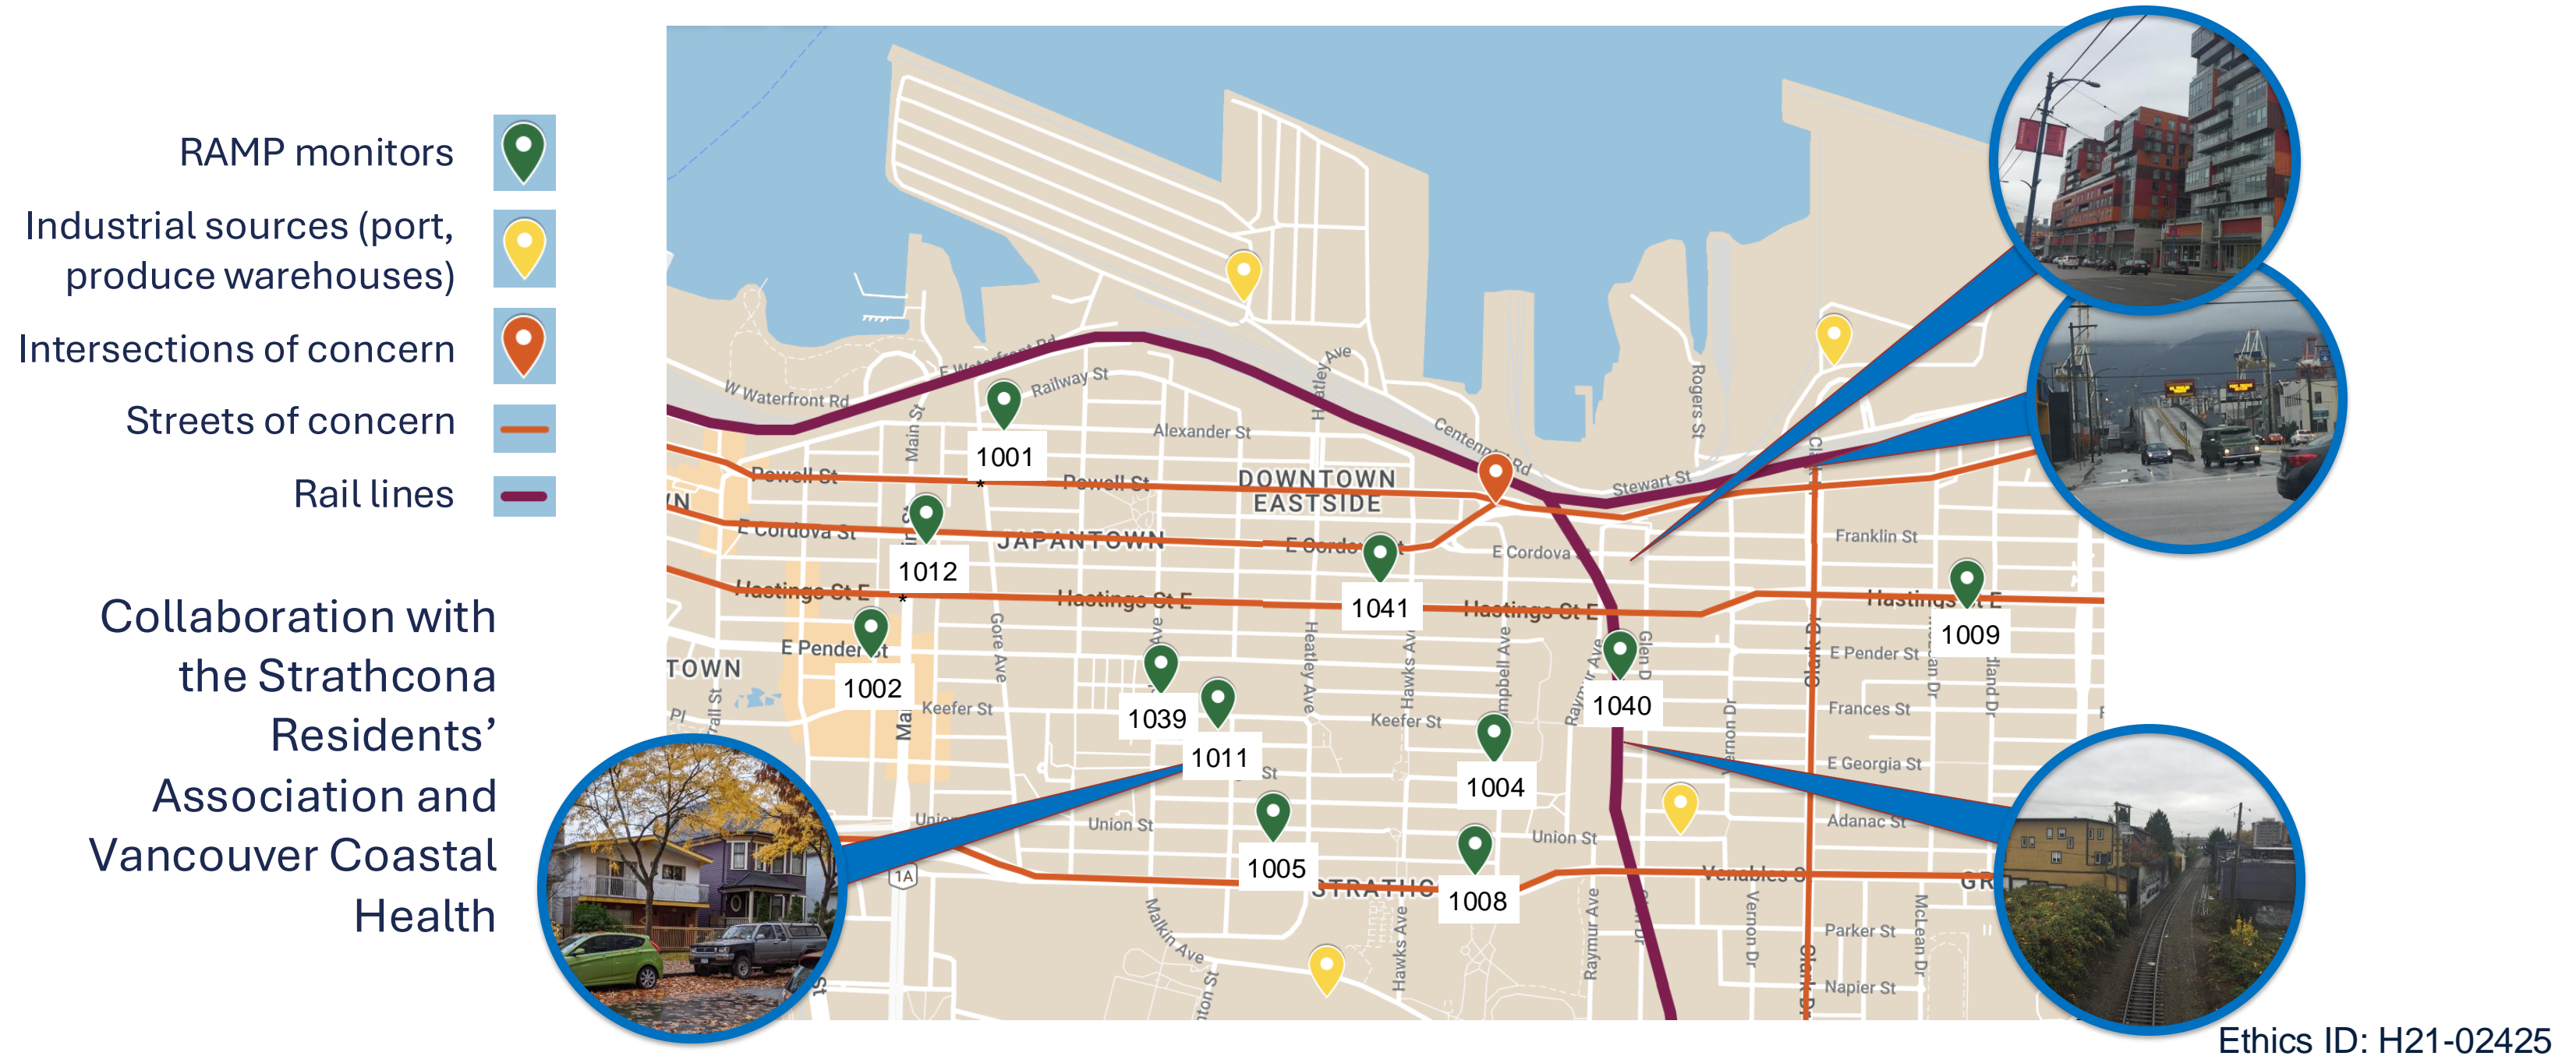 RAMP monitors
Industrial sources (port,
produce warehouses)
Intersections of concern
Streets of concern
Rail lines
Collaboration with
the Strathcona
Residents’
Association and
Vancouver Coastal
Health
W Waterfront Rd
E Waterfront Rd
Railway St
Main St
1001
*
Alexander St
Heatley Ave
Centennial Rd
Rogers St
Stewart St
Powell St
Powell St
DOWNTOWN
EASTSIDE
E Cordova St
JAPANTOWN
E Cordova St
Franklin St
1012
*
1041
Hastings St E
Hastings St E
Hastings St E
Hastings St E
1009
E Pender St
E Pender St
TOWN
1002
Gore Ave
Ave
1039
1011
Heatley Ave
Hawks Ave
Raymur Ave
1040
Clark Dr
Keefer St
Keefer St
Frances St
1004
St
E Georgia St
Union St
Union St
Adanac St
1005
1008
1A
Venables S
Malkin Ave
Hawks Ave
Raymur Ave
Vernon Dr
McLean Dr
Parker St
Napier St
Clark Dr
St
Ethics ID: H21-02425